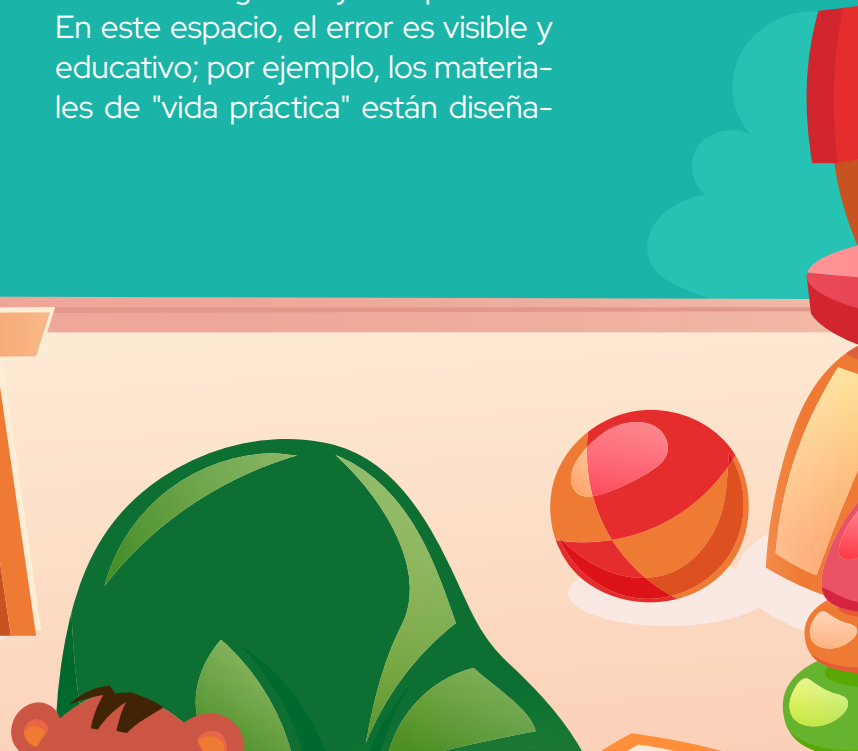 En este espacio, el error es visible y
educativo; por ejemplo, los materia-
les de "vida práctica" están diseña-